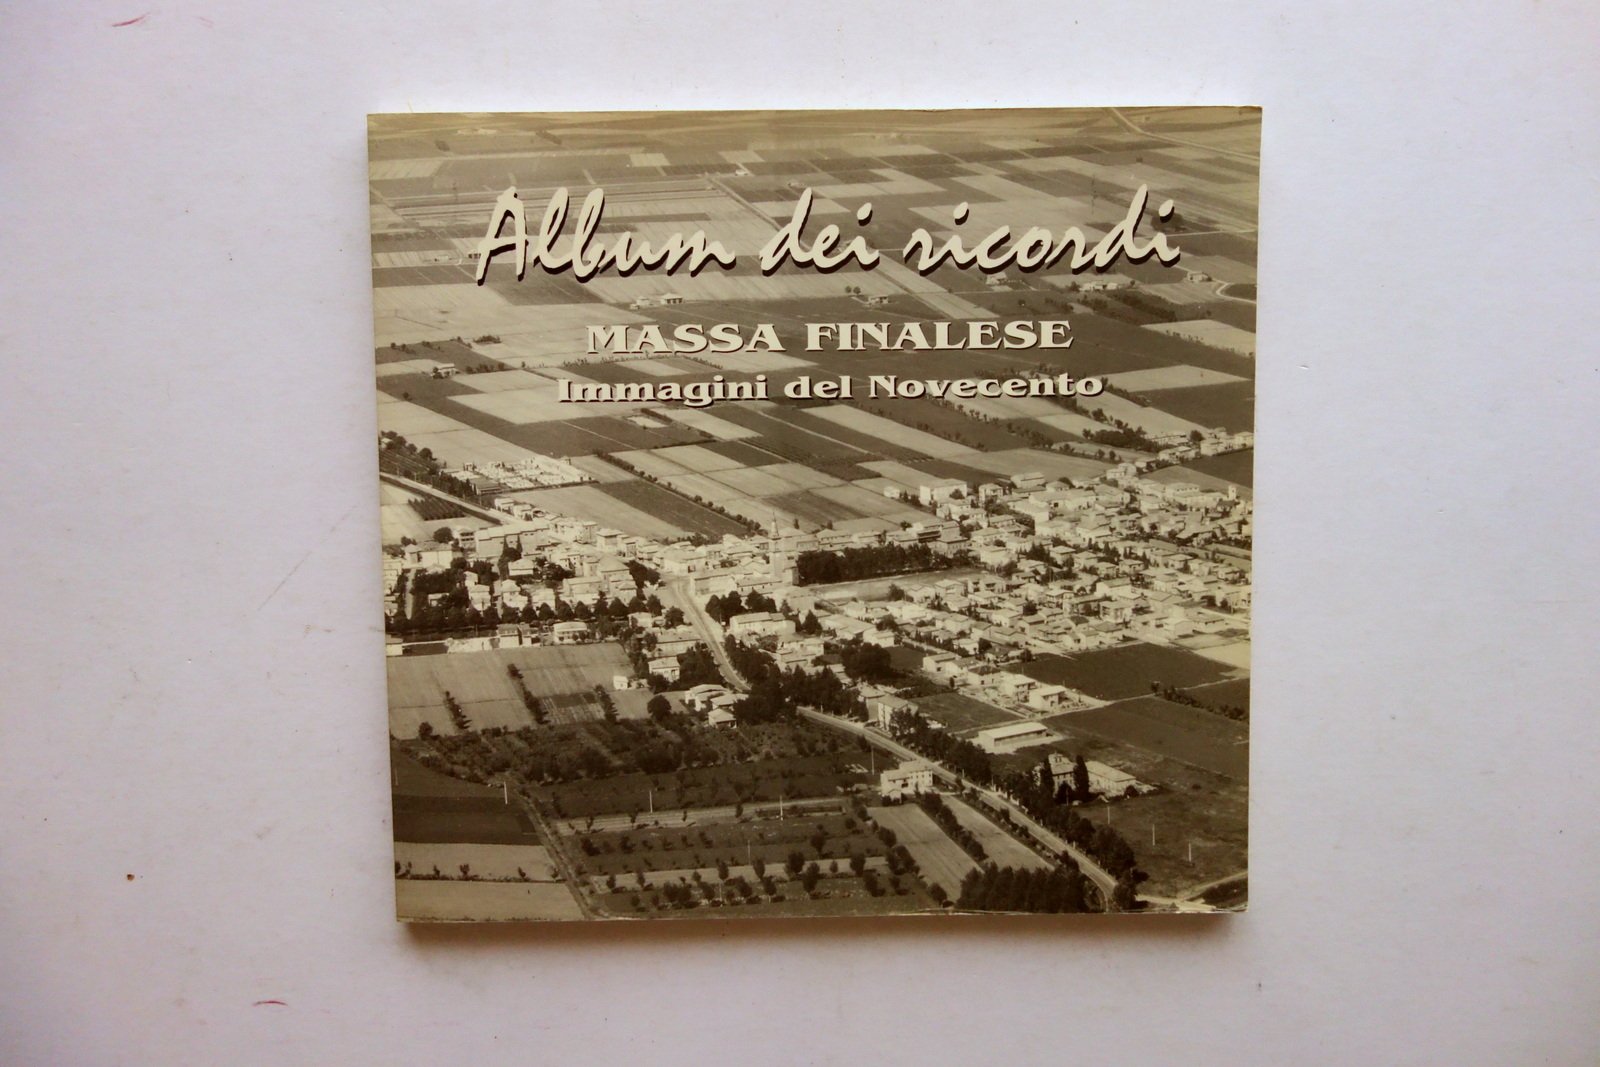 Album dei ricordi
MASSA FINALESE
Immagini del Novecento